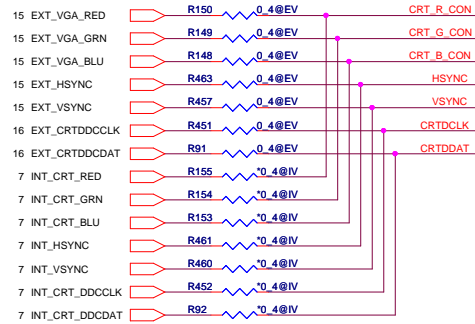 15 EXT_VGA_RED R150 0_4@EV CRT_R_CON
15 EXT_VGA_GRN R149 0_4@EV CRT_G_CON
15 EXT_VGA_BLU R148 0_4@EV CRT_B_CON
15 EXT_HSYNC R463 0_4@EV HSYNC
15 EXT_VSYNC R457 0_4@EV VSYNC
16 EXT_CRTDDCCLK R451 0_4@EV CRTDCLK
16 EXT_CRTDDCDAT R91 0_4@EV CRTDDAT
7 INT_CRT_RED R155 *0_4@IV
7 INT_CRT_GRN R154 *0_4@IV
7 INT_CRT_BLU R153 *0_4@IV
7 INT_HSYNC R461 *0_4@IV
7 INT_VSYNC R460 *0_4@IV
7 INT_CRT_DDCCLK R452 *0_4@IV
7 INT_CRT_DDCDAT R92 *0_4@IV